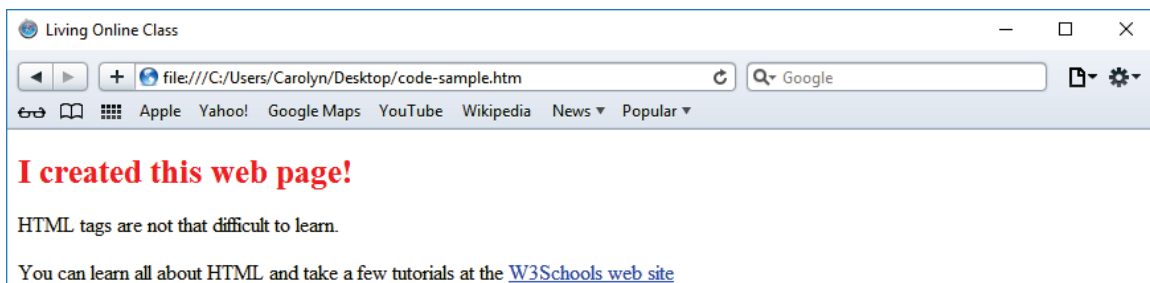 Living Online Class
file:///C:/Users/Carolyn/Desktop/code-sample.htm
Google
Apple Yahoo! Google Maps YouTube Wikipedia News Popular
I created this web page!
HTML tags are not that difficult to learn.
You can learn all about HTML and take a few tutorials at the W3Schools web site